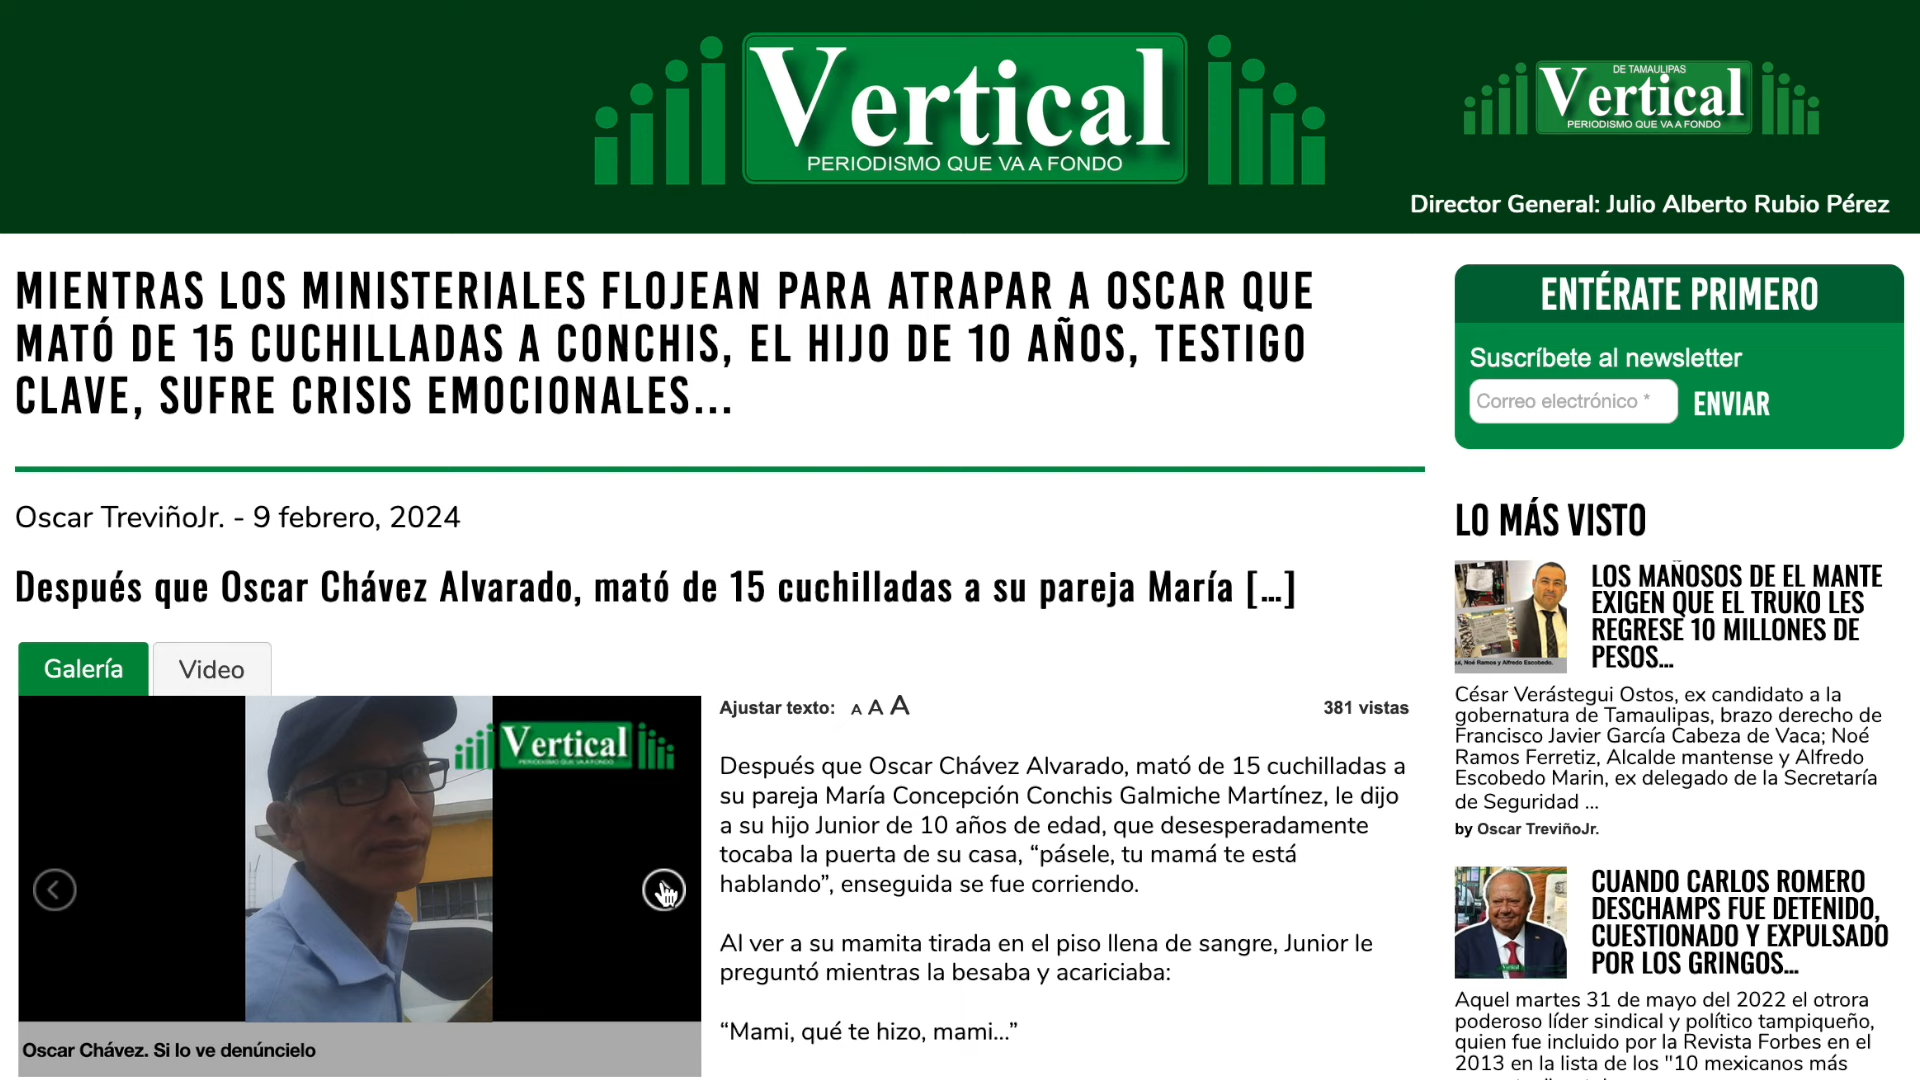 Vertical
PERIODISMO QUE VA A FONDO
DE TAMAULIPAS
Vertical
PERIODISMO QUE VA A FONDO
Director General: Julio Alberto Rubio Pérez
MIENTRAS LOS MINISTERIALES FLOJEAN PARA ATRAPAR A OSCAR QUE
MATÓ DE 15 CUCHILLADAS A CONCHIS, EL HIJO DE 10 AÑOS, TESTIGO
CLAVE, SUFRE CRISIS EMOCIONALES...
Oscar TreviñoJr. - 9 febrero, 2024
Después que Oscar Chávez Alvarado, mató de 15 cuchilladas a su pareja María [...]
Galería
Video
Vertical
PERIODISMO QUE VA A FONDO
Oscar Chávez. Si lo ve denúncielo
Ajustar texto: A A A
381 vistas
Después que Oscar Chávez Alvarado, mató de 15 cuchilladas a
su pareja María Concepción Conchis Galmiche Martínez, le dijo
a su hijo Junior de 10 años de edad, que desesperadamente
tocaba la puerta de su casa, “pásele, tu mamá te está
hablando”, enseguida se fue corriendo.
Al ver a su mamita tirada en el piso llena de sangre, Junior le
preguntó mientras la besaba y acariciaba:
“Mami, qué te hizo, mami...”
ENTÉRATE PRIMERO
Suscríbete al newsletter
Correo electrónico *
ENVIAR
LO MÁS VISTO
LOS MAÑOSOS DE EL MANTE
EXIGEN QUE EL TRUKO LES
REGRESE 10 MILLONES DE
PESOS...
Noé Ramos y Alfredo Escobedo.
César Verástegui Ostos, ex candidato a la
gobernatura de Tamaulipas, brazo derecho de
Francisco Javier García Cabeza de Vaca; Noé
Ramos Ferretiz, Alcalde mantense y Alfredo
Escobedo Marin, ex delegado de la Secretaría
de Seguridad ...
by Oscar TreviñoJr.
CUANDO CARLOS ROMERO
DESCHAMPS FUE DETENIDO,
CUESTIONADO Y EXPULSADO
POR LOS GRINGOS...
Vertical
Aquel martes 31 de mayo del 2022 el otrora
poderoso líder sindical y político tampiqueño,
quien fue incluido por la Revista Forbes en el
2013 en la lista de los "10 mexicanos más